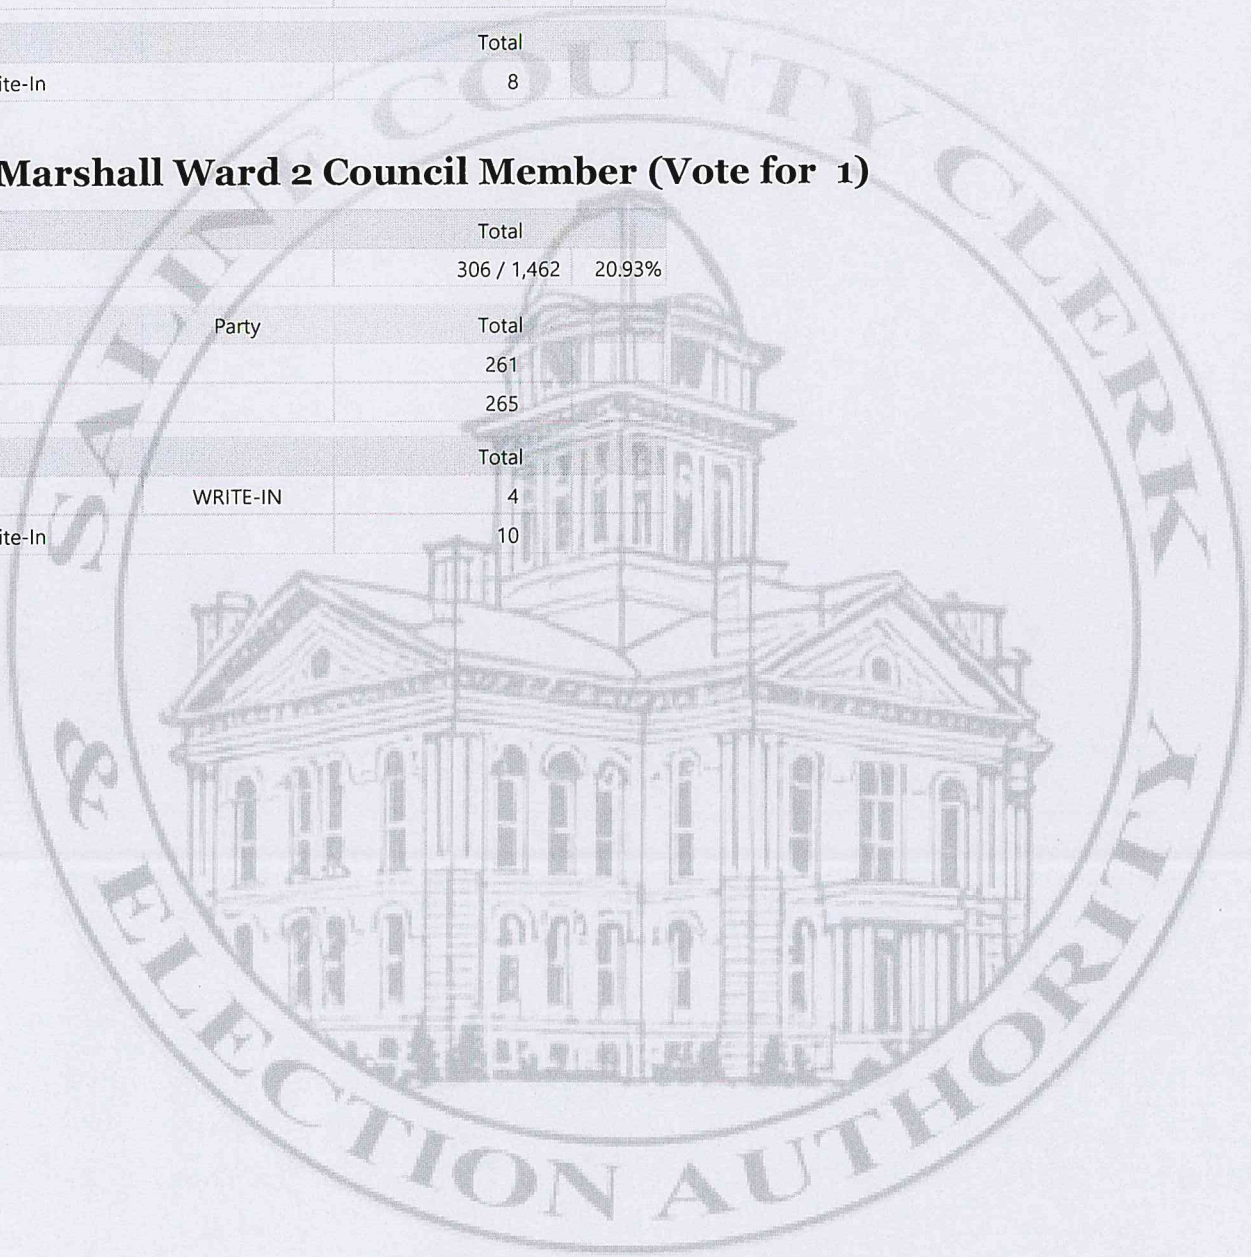 Total
ite-In 8
Marshall Ward 2 Council Member (Vote for 1)
Total
306 / 1,462 20.93%
Party Total
261
265
Total
WRITE-IN 4
ite-In 10
SALINE COUNTY CLERK
& ELECTION AUTHORITY